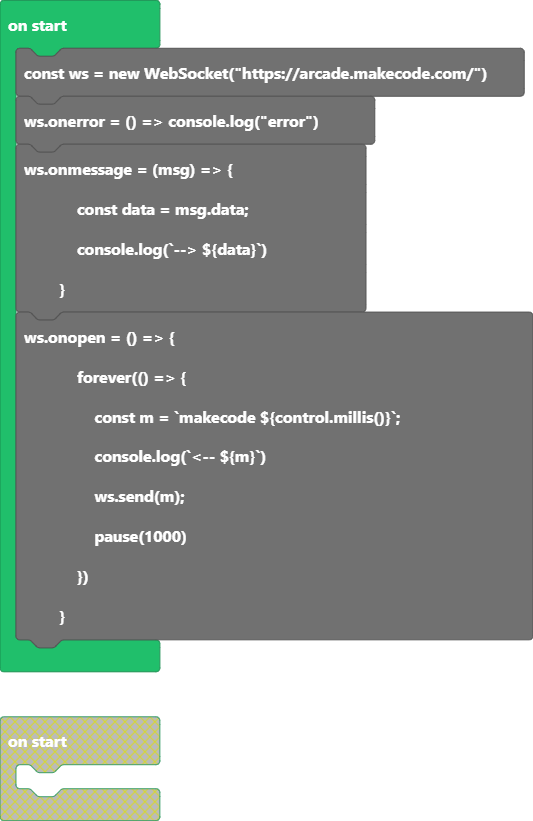 on start
const ws = new WebSocket("https://arcade.makecode.com/")
ws.onerror = () => console.log("error")
ws.onmessage = (msg) => {
const data = msg.data;
console.log(`--> ${data}`)
}
ws.onopen = () => {
forever(() => {
const m = `makecode ${control.millis()}`;
console.log(`<-- ${m}`)
ws.send(m);
pause(1000)
})
}
on start